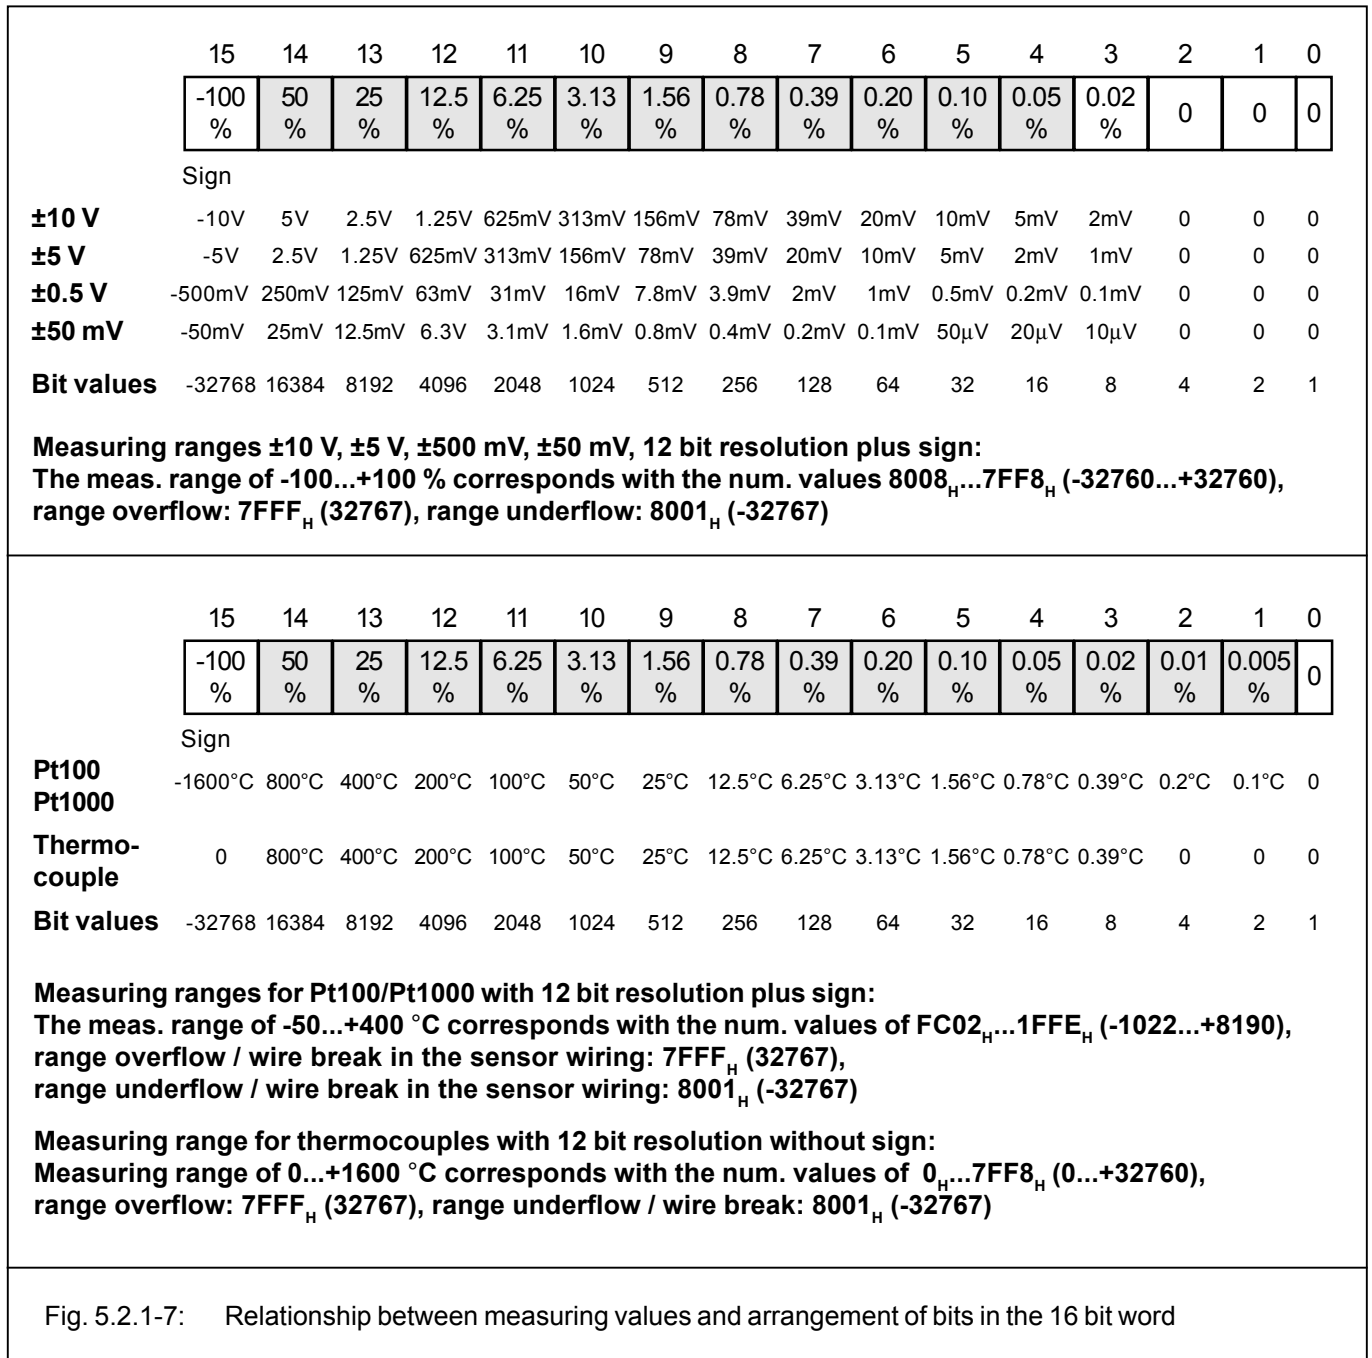 15 14 13 12 11 10 9 8 7 6 5 4 3 2 1 0
-100 50 25 12.5 6.25 3.13 1.56 0.78 0.39 0.20 0.10 0.05 0.02 0 0 0
% % % % % % % % % % % % %
Sign
±10 V -10V 5V 2.5V 1.25V 625mV 313mV 156mV 78mV 39mV 20mV 10mV 5mV 2mV 0 0 0
±5 V -5V 2.5V 1.25V 625mV 313mV 156mV 78mV 39mV 20mV 10mV 5mV 2mV 1mV 0 0 0
±0.5 V -500mV 250mV 125mV 63mV 31mV 16mV 7.8mV 3.9mV 2mV 1mV 0.5mV 0.2mV 0.1mV 0 0 0
±50 mV -50mV 25mV 12.5mV 6.3V 3.1mV 1.6mV 0.8mV 0.4mV 0.2mV 0.1mV 50µV 20µV 10µV 0 0 0
Bit values -32768 16384 8192 4096 2048 1024 512 256 128 64 32 16 8 4 2 1
Measuring ranges ±10 V, ±5 V, ±500 mV, ±50 mV, 12 bit resolution plus sign:
The meas. range of -100...+100 % corresponds with the num. values 8008H...7FF8H (-32760...+32760),
range overflow: 7FFFH (32767), range underflow: 8001H (-32767)
15 14 13 12 11 10 9 8 7 6 5 4 3 2 1 0
-100 50 25 12.5 6.25 3.13 1.56 0.78 0.39 0.20 0.10 0.05 0.02 0.01 0.005 0
% % % % % % % % % % % % % % %
Sign
Pt100
Pt1000 -1600°C 800°C 400°C 200°C 100°C 50°C 25°C 12.5°C 6.25°C 3.13°C 1.56°C 0.78°C 0.39°C 0.2°C 0.1°C 0
Thermo-
couple 0 800°C 400°C 200°C 100°C 50°C 25°C 12.5°C 6.25°C 3.13°C 1.56°C 0.78°C 0.39°C 0 0 0
Bit values -32768 16384 8192 4096 2048 1024 512 256 128 64 32 16 8 4 2 1
Measuring ranges for Pt100/Pt1000 with 12 bit resolution plus sign:
The meas. range of -50...+400 °C corresponds with the num. values of FC02H...1FFEH (-1022...+8190),
range overflow / wire break in the sensor wiring: 7FFFH (32767),
range underflow / wire break in the sensor wiring: 8001H (-32767)
Measuring range for thermocouples with 12 bit resolution without sign:
Measuring range of 0...+1600 °C corresponds with the num. values of 0H...7FF8H (0...+32760),
range overflow: 7FFFH (32767), range underflow / wire break: 8001H (-32767)
Fig. 5.2.1-7: Relationship between measuring values and arrangement of bits in the 16 bit word